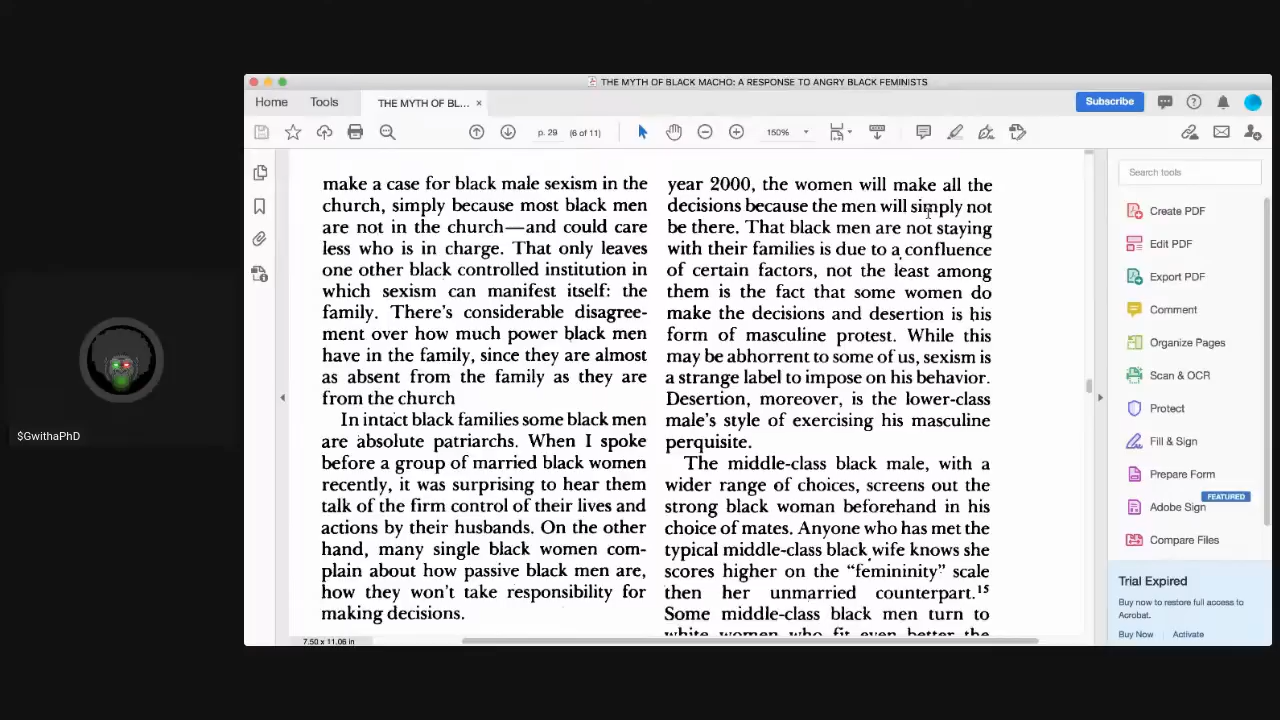 THE MYTH OF BLACK MACHO: A RESPONSE TO ANGRY BLACK FEMINISTS
Home
Tools
THE MYTH OF BL...
×
Subscribe
p. 29
(6 of 11)
150%
make a case for black male sexism in the
church, simply because most black men
are not in the church—and could care
less who is in charge. That only leaves
one other black controlled institution in
which sexism can manifest itself: the
family. There's considerable disagree-
ment over how much power black men
have in the family, since they are almost
as absent from the family as they are
from the church
In intact black families some black men
are absolute patriarchs. When I spoke
before a group of married black women
recently, it was surprising to hear them
talk of the firm control of their lives and
actions by their husbands. On the other
hand, many single black women com-
plain about how passive black men are,
how they won't take responsibility for
making decisions.
year 2000, the women will make all the
decisions because the men will simply not
be there. That black men are not staying
with their families is due to a confluence
of certain factors, not the least among
them is the fact that some women do
make the decisions and desertion is his
form of masculine protest. While this
may be abhorrent to some of us, sexism is
a strange label to impose on his behavior.
Desertion, moreover, is the lower-class
male's style of exercising his masculine
perquisite.
The middle-class black male, with a
wider range of choices, screens out the
strong black woman beforehand in his
choice of mates. Anyone who has met the
typical middle-class black wife knows she
scores higher on the "femininity" scale
then her unmarried counterpart.15
Some middle-class black men turn to
white women who fit even better the
7.50 x 11.06 in
Search tools
Create PDF
Edit PDF
Export PDF
Comment
Organize Pages
Scan & OCR
Protect
Fill & Sign
Prepare Form
FEATURED
Adobe Sign
Compare Files
Trial Expired
Buy now to restore full access to
Acrobat.
Buy Now
Activate
$GwithaPhD